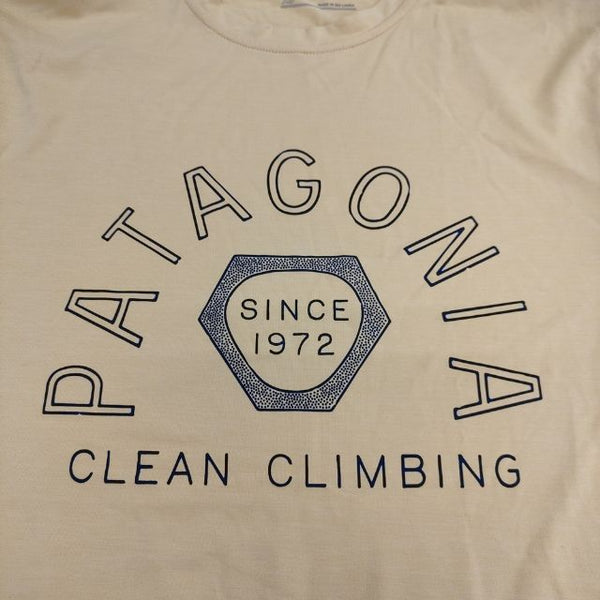 PATAGONIA
SINCE
1972
CLEAN CLIMBING